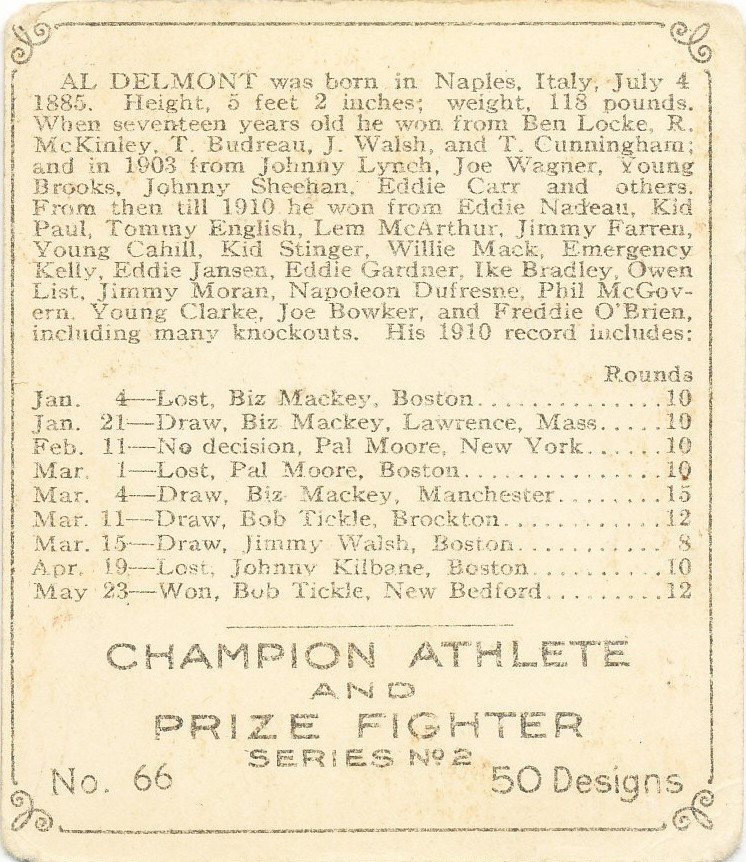 AL DELMONT was born in Naples, Italy, July 4
1885. Height, 5 feet 2 inches; weight, 118 pounds.
When seventeen years old he won from Ben Locke, R.
McKinley, T. Budreau, J. Walsh, and T. Cunningham;
and in 1903 from Johnny Lynch, Joe Wagner, Young
Brooks, Johnny Sheehan, Eddie Carr and others.
From then till 1910 he won from Eddie Nadeau, Kid
Paul, Tommy English, Lem McArthur, Jimmy Farren,
Young Cahill, Kid Stinger, Willie Mack, Emergency
Kelly, Eddie Jansen, Eddie Gardner, Ike Bradley, Owen
List, Jimmy Moran, Napoleon Dufresne, Phil McGov-
ern, Young Clarke, Joe Bowker, and Freddie O'Brien,
including many knockouts. His 1910 record includes:
Rounds
Jan. 4—Lost, Biz Mackey, Boston..............10
Jan. 21—Draw, Biz Mackey, Lawrence, Mass.....10
Feb. 11—No decision, Pal Moore, New York......10
Mar. 1—Lost, Pal Moore, Boston...............10
Mar. 4—Draw, Biz Mackey, Manchester........15
Mar. 11—Draw, Bob Tickle, Brockton............12
Mar. 15—Draw, Jimmy Walsh, Boston........... 8
Apr. 19—Lost, Johnny Kilbane, Boston..........10
May 23—Won, Bob Tickle, New Bedford.........12
CHAMPION ATHLETE
AND
PRIZE FIGHTER
SERIES Nº 2
No. 66 50 Designs